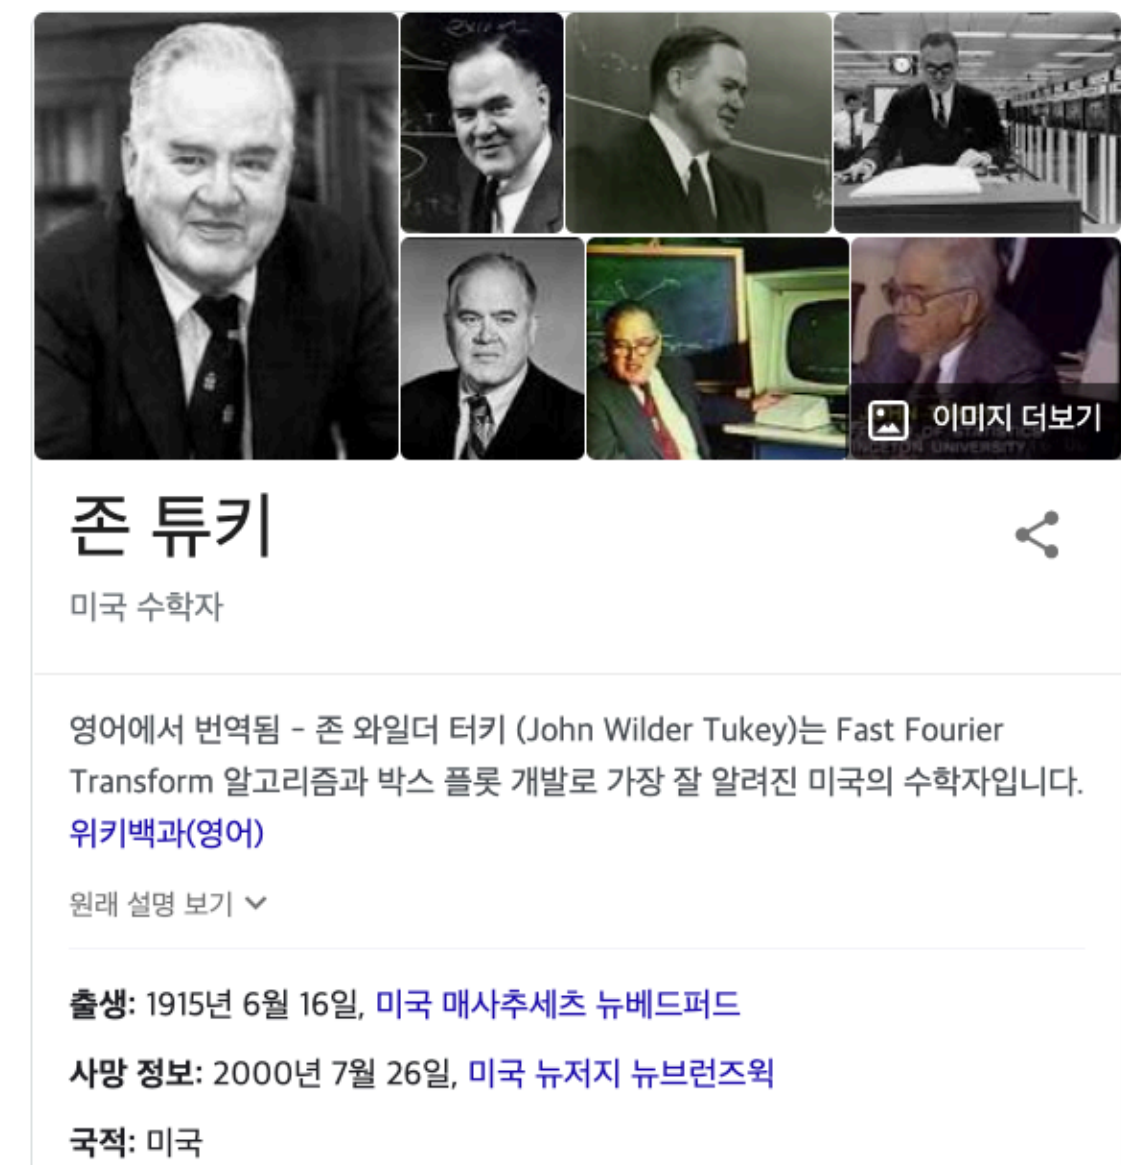 이미지 더보기
UNIVERSITY
존 튜키
미국 수학자
영어에서 번역됨 - 존 와일더 터키 (John Wilder Tukey)는 Fast Fourier
Transform 알고리즘과 박스 플롯 개발로 가장 잘 알려진 미국의 수학자입니다.
위키백과(영어)
원래 설명 보기
출생: 1915년 6월 16일, 미국 매사추세츠 뉴베드퍼드
사망 정보: 2000년 7월 26일, 미국 뉴저지 뉴브런즈윅
국적: 미국